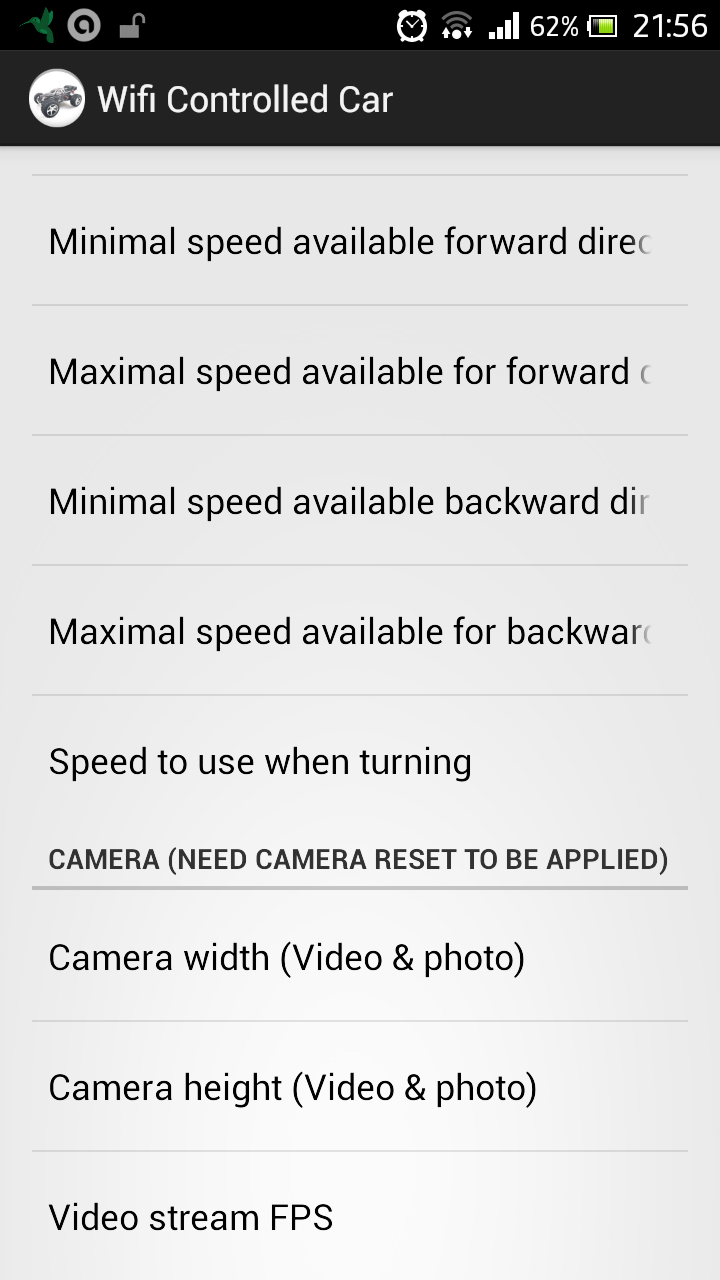 62% 21:56
Wifi Controlled Car
Minimal speed available forward direc
Maximal speed available for forward
Minimal speed available backward dir
Maximal speed available for backward
Speed to use when turning
CAMERA (NEED CAMERA RESET TO BE APPLIED)
Camera width (Video & photo)
Camera height (Video & photo)
Video stream FPS